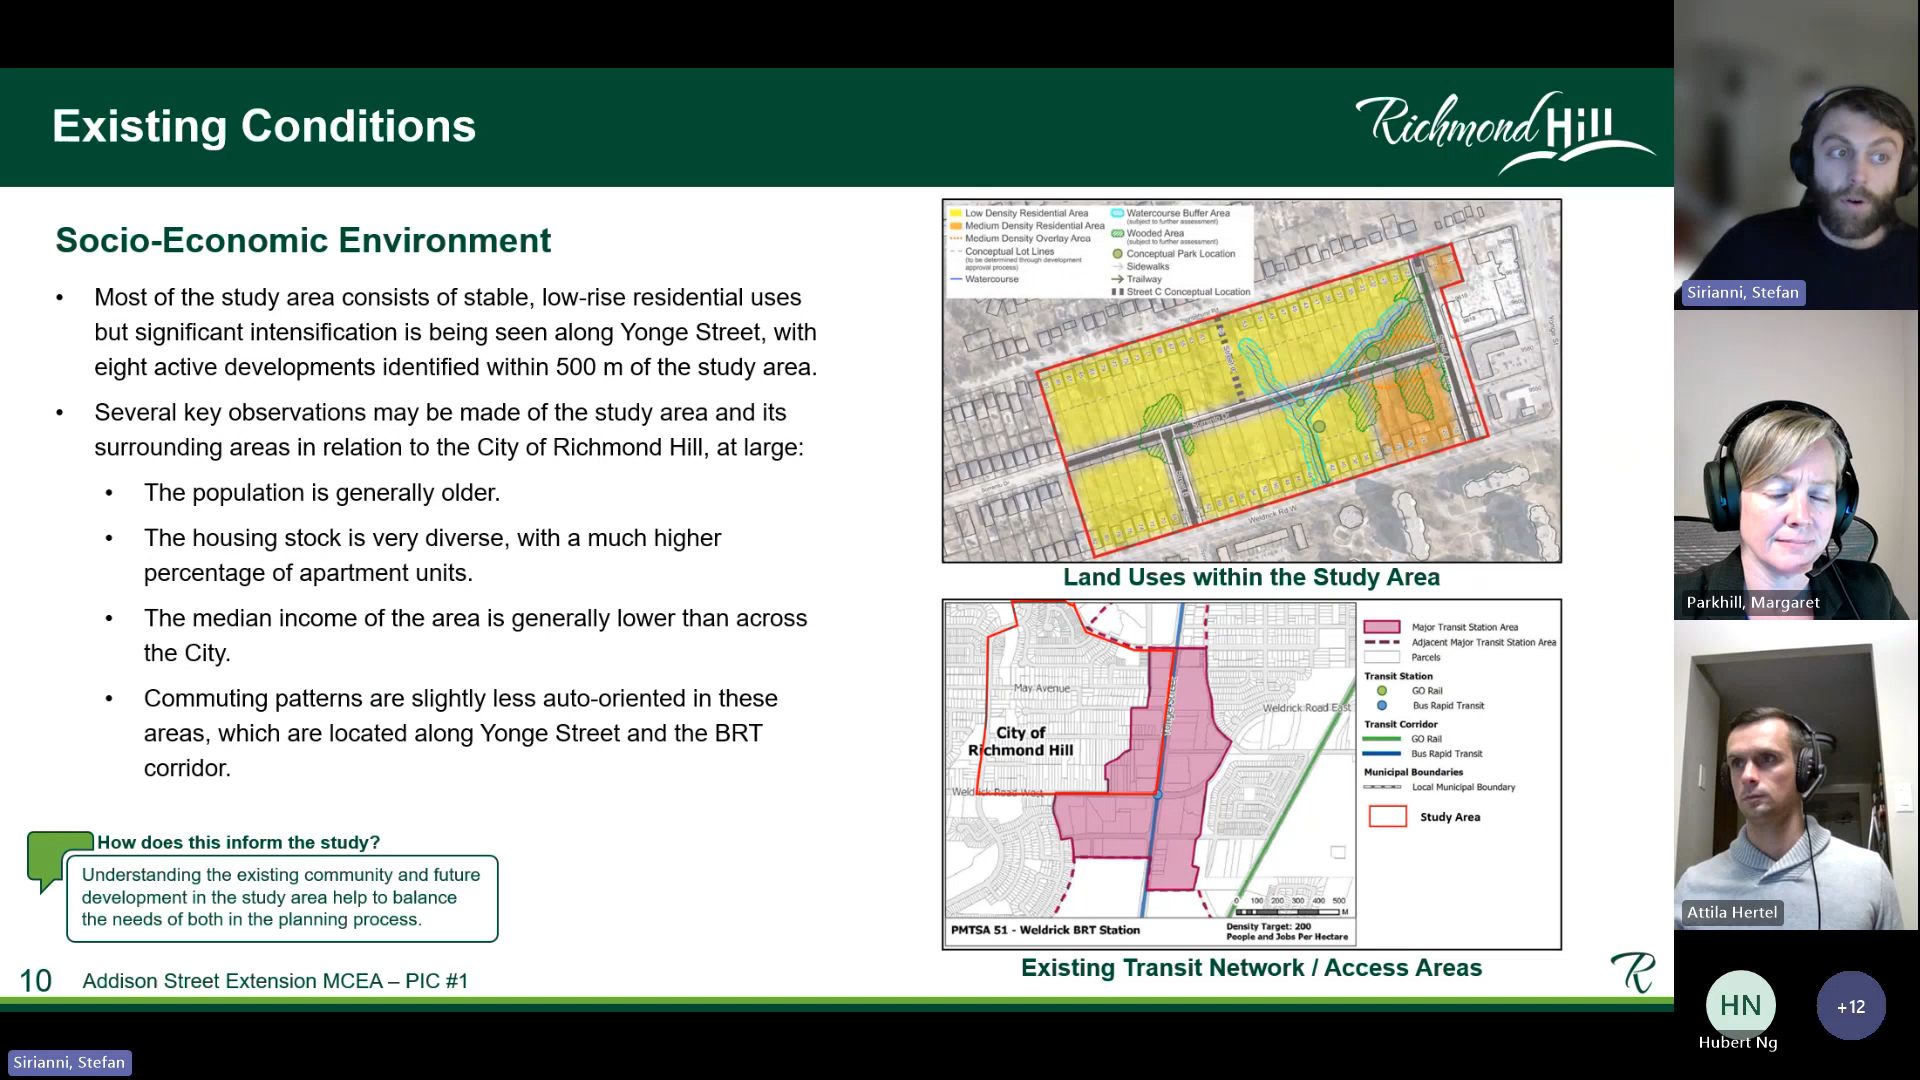 Existing Conditions
Richmond Hill
Socio-Economic Environment
• Most of the study area consists of stable, low-rise residential uses
but significant intensification is being seen along Yonge Street, with
eight active developments identified within 500 m of the study area.
• Several key observations may be made of the study area and its
surrounding areas in relation to the City of Richmond Hill, at large:
• The population is generally older.
• The housing stock is very diverse, with a much higher
percentage of apartment units.
• The median income of the area is generally lower than across
the City.
• Commuting patterns are slightly less auto-oriented in these
areas, which are located along Yonge Street and the BRT
corridor.
How does this inform the study?
Understanding the existing community and future
development in the study area help to balance
the needs of both in the planning process.
10 Addison Street Extension MCEA – PIC #1
Low Density Residential Area
Medium Density Residential Area
Medium Density Overlay Area
Conceptual Lot Lines
(to be determined through development
approval process)
Watercourse
Watercourse Buffer Area
(subject to further assessment)
Wooded Area
(subject to further assessment)
Conceptual Park Location
Sidewalks
Trailway
Street C Conceptual Location
Weldrick Rd W
Land Uses within the Study Area
May Avenue
City of
Richmond Hill
Weldrick Road West
Yonge Street
Weldrick Road East
0 100 200 300 400 500
M
PMTSA 51 - Weldrick BRT Station
Density Target: 200
People and Jobs Per Hectare
Major Transit Station Area
Adjacent Major Transit Station Area
Parcels
Transit Station
GO Rail
Bus Rapid Transit
Transit Corridor
GO Rail
Bus Rapid Transit
Municipal Boundaries
Local Municipal Boundary
Study Area
Existing Transit Network / Access Areas
R
Sirianni, Stefan
Parkhill, Margaret
Attila Hertel
HN
Hubert Ng
+12
Sirianni, Stefan